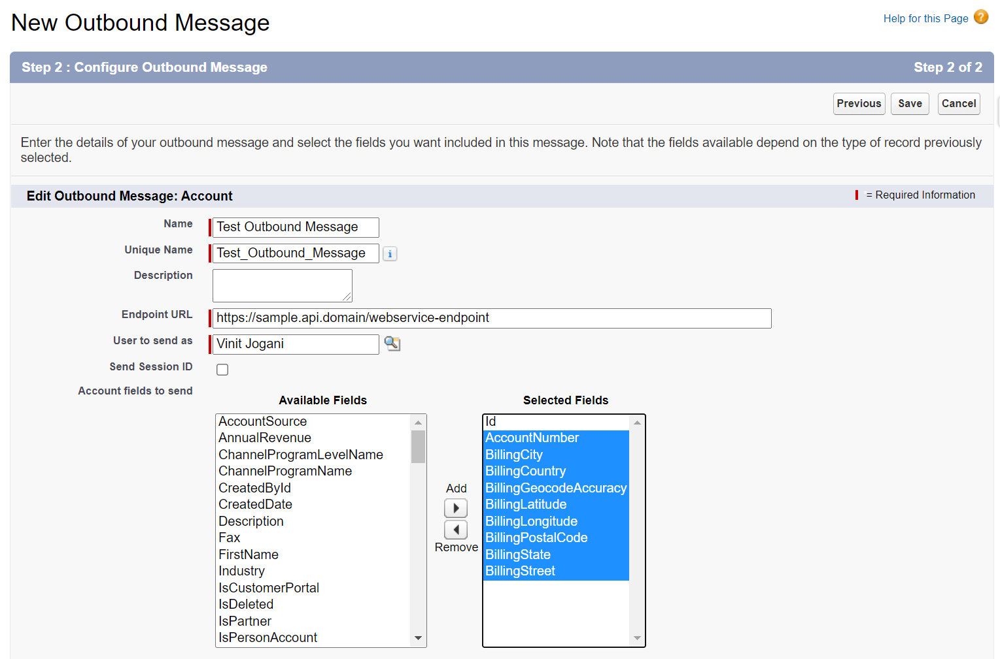 New Outbound Message
Help for this Page ?
Step 2 : Configure Outbound Message
Step 2 of 2
Previous
Save
Cancel
Enter the details of your outbound message and select the fields you want included in this message. Note that the fields available depend on the type of record previously
selected.
Edit Outbound Message: Account
= Required Information
Name
Test Outbound Message
Unique Name
Test_Outbound_Message
i
Description
Endpoint URL
https://sample.api.domain/webservice-endpoint
User to send as
Vinit Jogani
Send Session ID
Account fields to send
Available Fields
AccountSource
AnnualRevenue
ChannelProgramLevelName
ChannelProgramName
CreatedById
CreatedDate
Description
Fax
FirstName
Industry
IsCustomerPortal
IsDeleted
IsPartner
IsPersonAccount
Add
Remove
Selected Fields
Id
AccountNumber
BillingCity
BillingCountry
BillingGeocodeAccuracy
BillingLatitude
BillingLongitude
BillingPostalCode
BillingState
BillingStreet